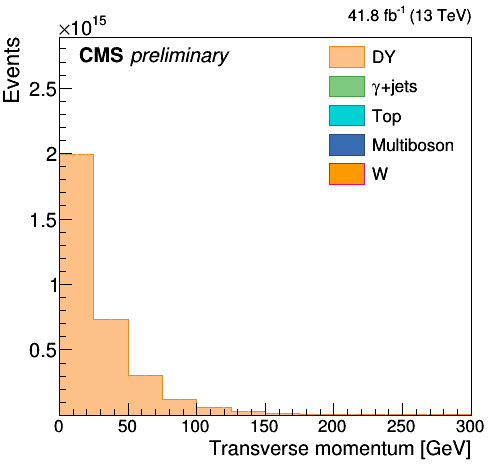 41.8 fb⁻¹ (13 TeV)
×10¹⁵
Events
CMS preliminary
DY
γ+jets
Top
Multiboson
W
2.5
2
1.5
1
0.5
0 50 100 150 200 250 300
Transverse momentum [GeV]